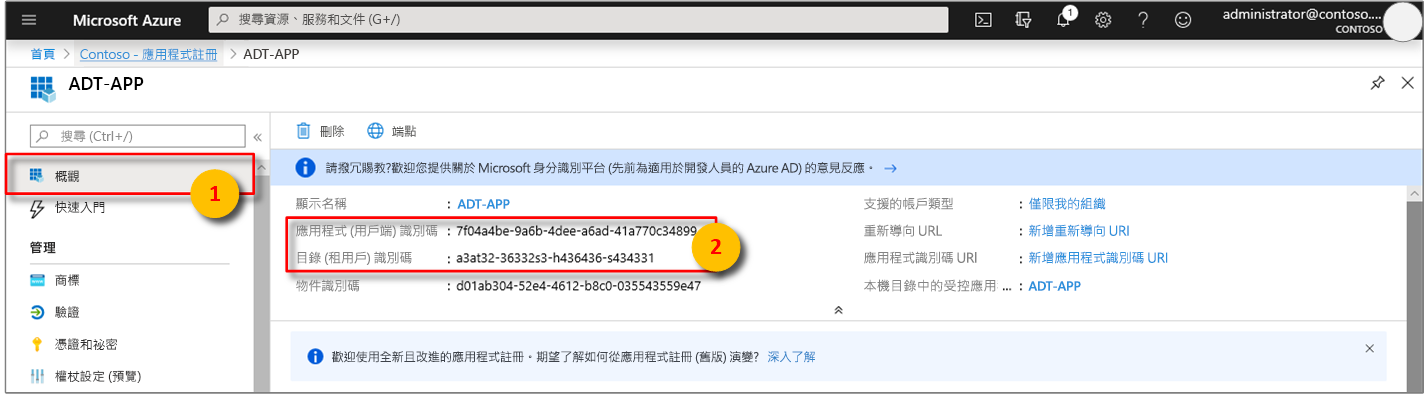 Microsoft Azure
搜尋資源、服務和文件 (G+/)
1
administrator@contoso....
CONTOSO
首頁 > Contoso - 應用程式註冊 > ADT-APP
ADT-APP
搜尋 (Ctrl+/)
«
刪除
端點
概觀
1
請撥冗賜教?歡迎您提供關於 Microsoft 身分識別平台 (先前為適用於開發人員的 Azure AD) 的意見反應。 →
快速入門
管理
商標
驗證
憑證和祕密
權杖設定 (預覽)
顯示名稱 : ADT-APP
應用程式 (用戶端) 識別碼 : 7f04a4be-9a6b-4dee-a6ad-41a770c34899
目錄 (租用戶) 識別碼 : a3at32-36332s3-h436436-s434331
2
物件識別碼 : d01ab304-52e4-4612-b8c0-035543559e47
支援的帳戶類型 : 僅限我的組織
重新導向 URL : 新增重新導向 URI
應用程式識別碼 URI : 新增應用程式識別碼 URI
本機目錄中的受控應用 ... : ADT-APP
歡迎使用全新且改進的應用程式註冊。期望了解如何從應用程式註冊 (舊版) 演變? 深入了解